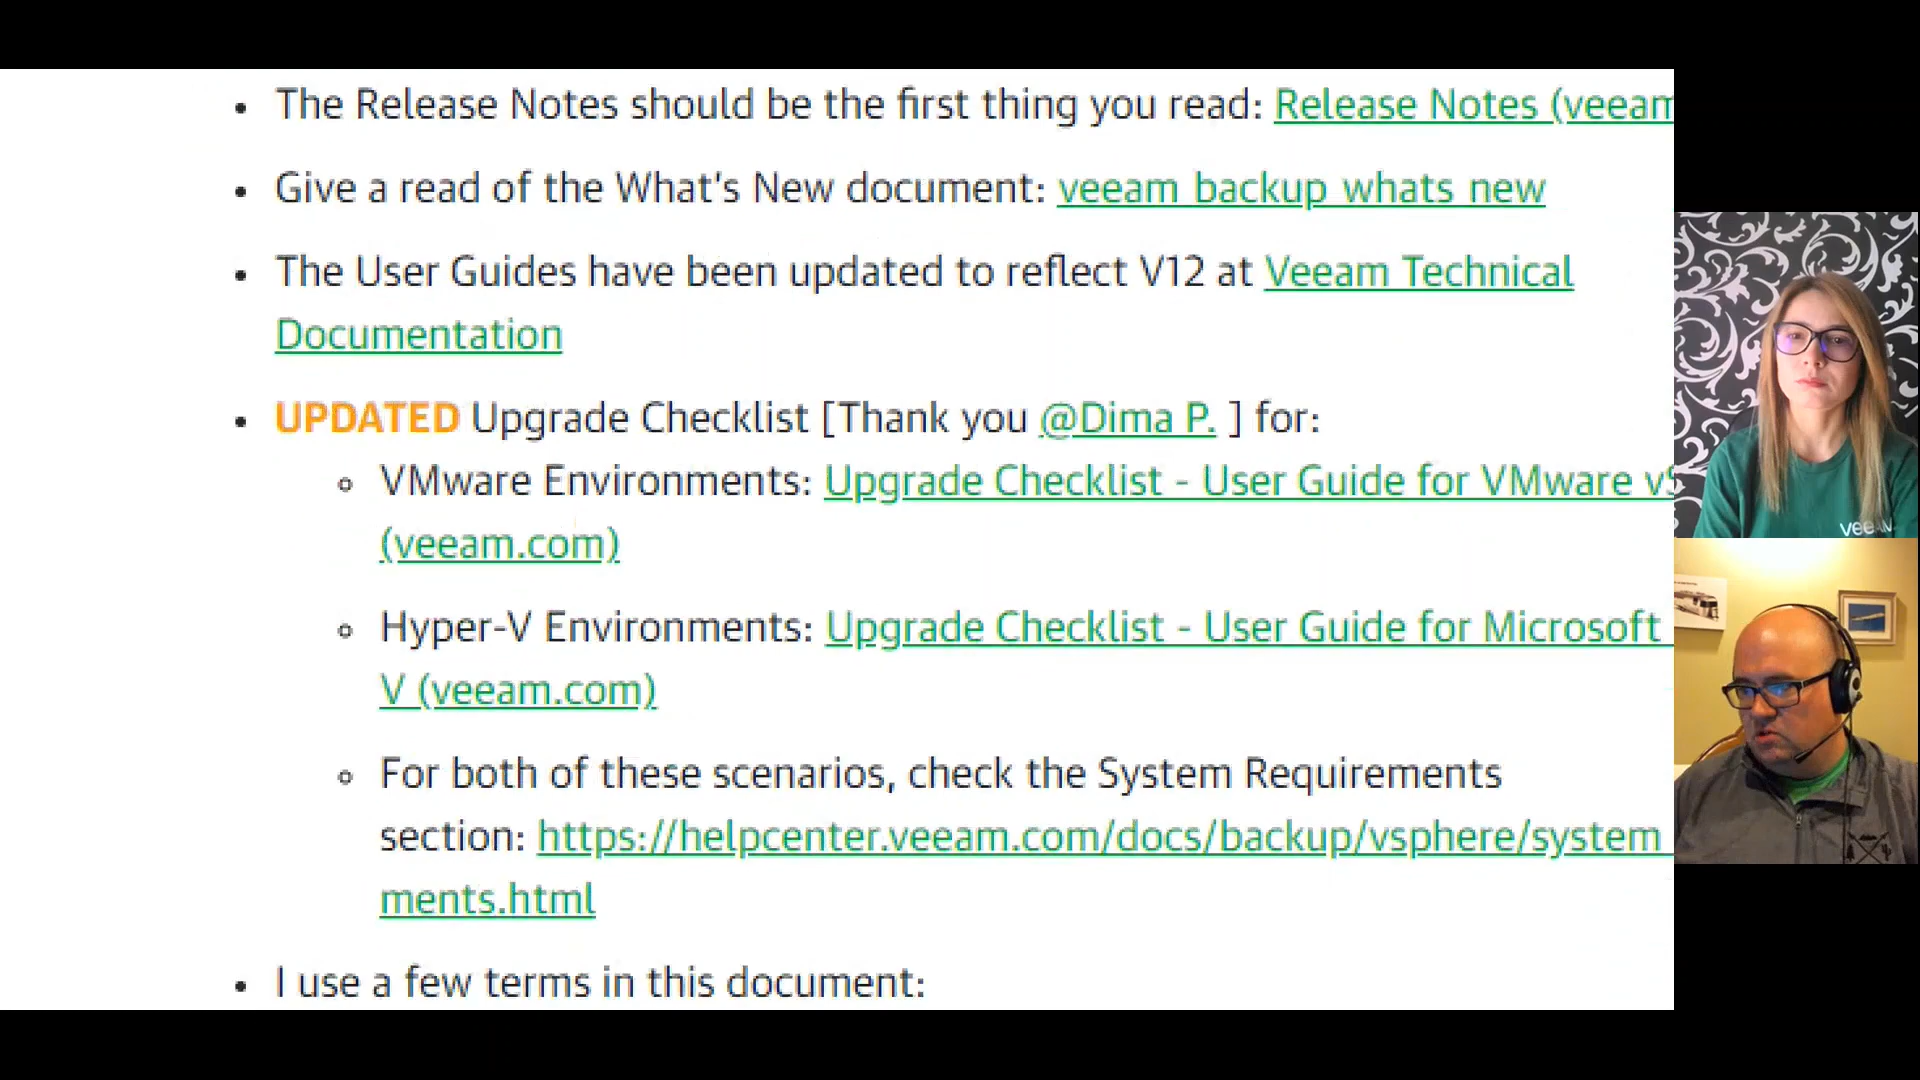 The Release Notes should be the first thing you read: Release Notes (veeam
Give a read of the What's New document: veeam_backup_whats_new
The User Guides have been updated to reflect V12 at Veeam Technical
Documentation
UPDATED Upgrade Checklist [Thank you @Dima P. ] for:
VMware Environments: Upgrade Checklist - User Guide for VMware vS
(veeam.com)
Hyper-V Environments: Upgrade Checklist - User Guide for Microsoft
V (veeam.com)
For both of these scenarios, check the System Requirements
section: https://helpcenter.veeam.com/docs/backup/vsphere/system_
ments.html
I use a few terms in this document:
veeam